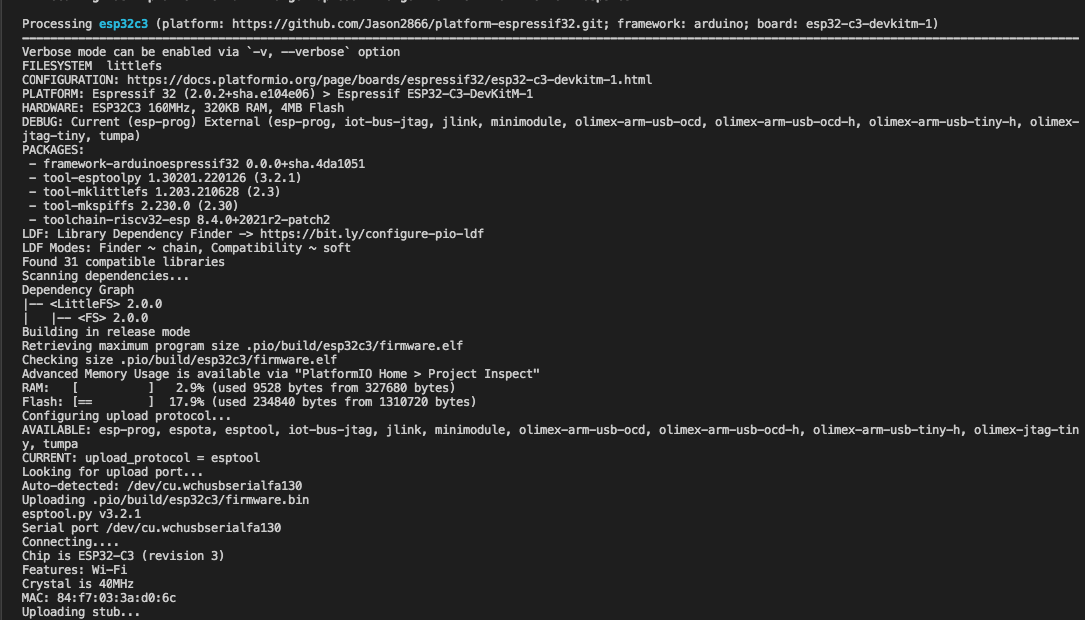 Processing esp32c3 (platform: https://github.com/Jason2866/platform-espressif32.git; framework: arduino; board: esp32-c3-devkitm-1)
Verbose mode can be enabled via `-v, --verbose` option
FILESYSTEM  littlefs
CONFIGURATION: https://docs.platformio.org/page/boards/espressif32/esp32-c3-devkitm-1.html
PLATFORM: Espressif 32 (2.0.2+sha.e104e06) > Espressif ESP32-C3-DevKitM-1
HARDWARE: ESP32C3 160MHz, 320KB RAM, 4MB Flash
DEBUG: Current (esp-prog) External (esp-prog, iot-bus-jtag, jlink, minimodule, olimex-arm-usb-ocd, olimex-arm-usb-ocd-h, olimex-arm-usb-tiny-h, olimex-
jtag-tiny, tumpa)
PACKAGES:
 - framework-arduinoespressif32 0.0.0+sha.4da1051
 - tool-esptoolpy 1.30201.220126 (3.2.1)
 - tool-mklittlefs 1.203.210628 (2.3)
 - tool-mkspiffs 2.230.0 (2.30)
 - toolchain-riscv32-esp 8.4.0+2021r2-patch2
LDF: Library Dependency Finder -> https://bit.ly/configure-pio-ldf
LDF Modes: Finder ~ chain, Compatibility ~ soft
Found 31 compatible libraries
Scanning dependencies...
Dependency Graph
|-- <LittleFS> 2.0.0
|   |-- <FS> 2.0.0
Building in release mode
Retrieving maximum program size .pio/build/esp32c3/firmware.elf
Checking size .pio/build/esp32c3/firmware.elf
Advanced Memory Usage is available via "PlatformIO Home > Project Inspect"
RAM:   [          ]   2.9% (used 9528 bytes from 327680 bytes)
Flash: [==        ]  17.9% (used 234840 bytes from 1310720 bytes)
Configuring upload protocol...
AVAILABLE: esp-prog, espota, esptool, iot-bus-jtag, jlink, minimodule, olimex-arm-usb-ocd, olimex-arm-usb-ocd-h, olimex-arm-usb-tiny-h, olimex-jtag-tin
y, tumpa
CURRENT: upload_protocol = esptool
Looking for upload port...
Auto-detected: /dev/cu.wchusbserialfa130
Uploading .pio/build/esp32c3/firmware.bin
esptool.py v3.2.1
Serial port /dev/cu.wchusbserialfa130
Connecting....
Chip is ESP32-C3 (revision 3)
Features: Wi-Fi
Crystal is 40MHz
MAC: 84:f7:03:3a:d0:6c
Uploading stub...